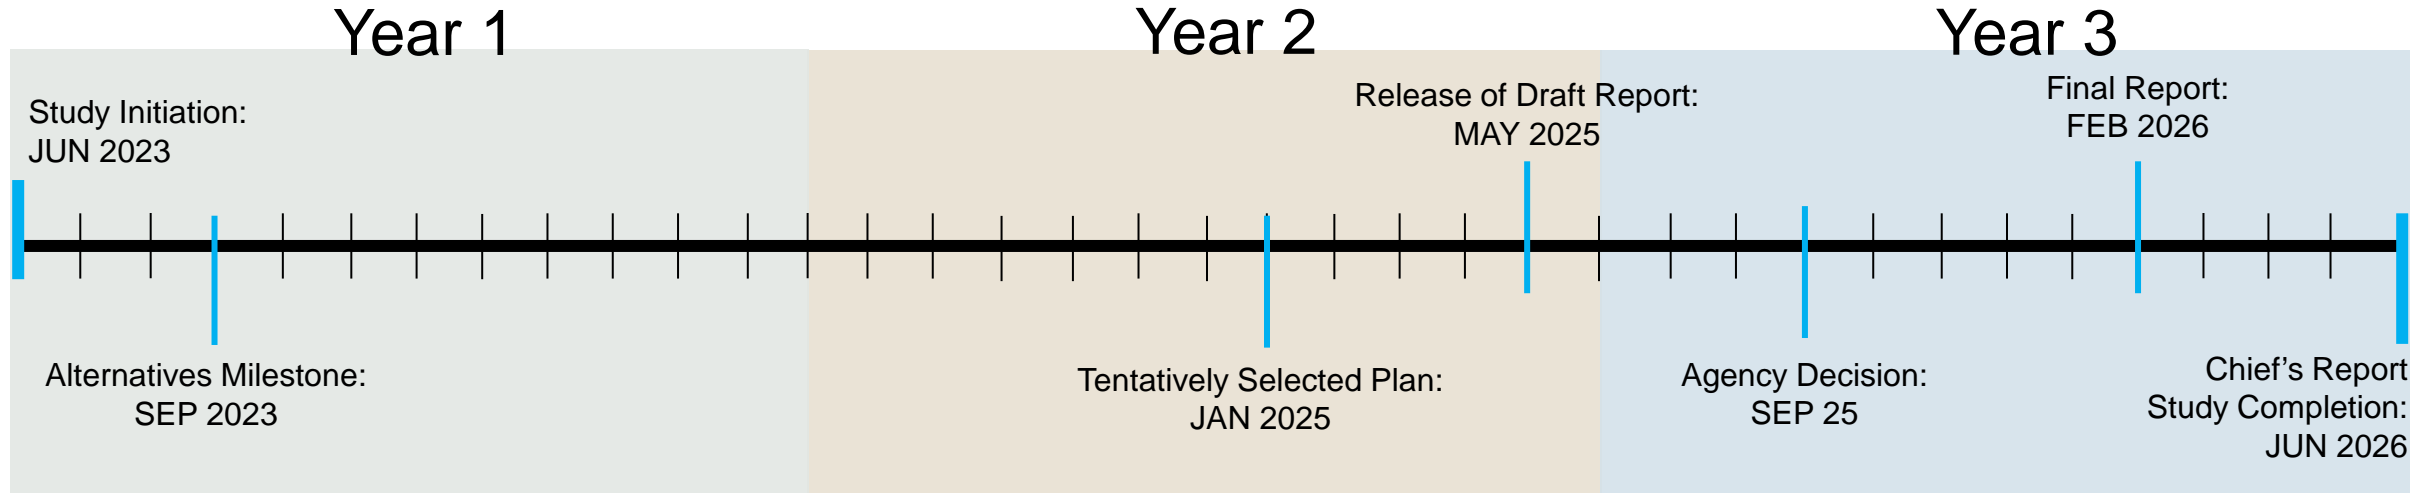 Year 1
Year 2
Year 3
Study Initiation:
JUN 2023
Release of Draft Report:
MAY 2025
Final Report:
FEB 2026
Alternatives Milestone:
SEP 2023
Tentatively Selected Plan:
JAN 2025
Agency Decision:
SEP 25
Chief’s Report
Study Completion:
JUN 2026